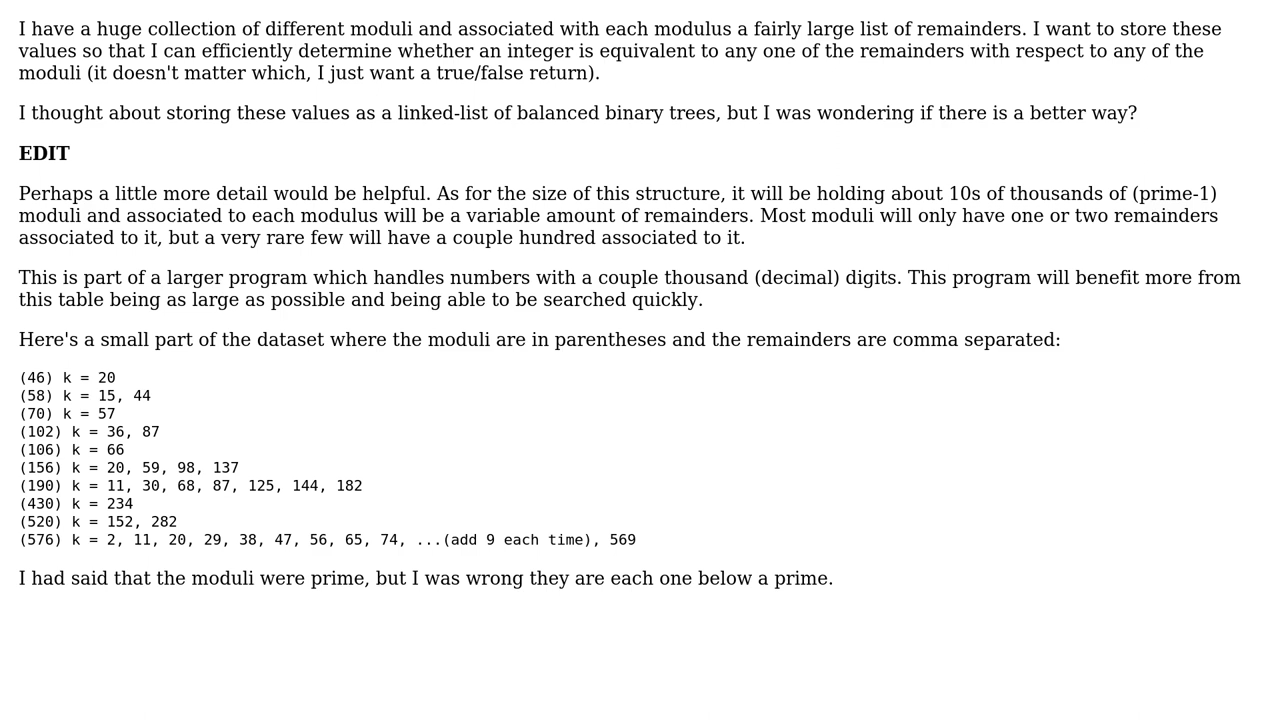 I have a huge collection of different moduli and associated with each modulus a fairly large list of remainders. I want to store these
values so that I can efficiently determine whether an integer is equivalent to any one of the remainders with respect to any of the
moduli (it doesn't matter which, I just want a true/false return).
I thought about storing these values as a linked-list of balanced binary trees, but I was wondering if there is a better way?
EDIT
Perhaps a little more detail would be helpful. As for the size of this structure, it will be holding about 10s of thousands of (prime-1)
moduli and associated to each modulus will be a variable amount of remainders. Most moduli will only have one or two remainders
associated to it, but a very rare few will have a couple hundred associated to it.
This is part of a larger program which handles numbers with a couple thousand (decimal) digits. This program will benefit more from
this table being as large as possible and being able to be searched quickly.
Here's a small part of the dataset where the moduli are in parentheses and the remainders are comma separated:
(46) k = 20
(58) k = 15, 44
(70) k = 57
(102) k = 36, 87
(106) k = 66
(156) k = 20, 59, 98, 137
(190) k = 11, 30, 68, 87, 125, 144, 182
(430) k = 234
(520) k = 152, 282
(576) k = 2, 11, 20, 29, 38, 47, 56, 65, 74, ...(add 9 each time), 569
I had said that the moduli were prime, but I was wrong they are each one below a prime.